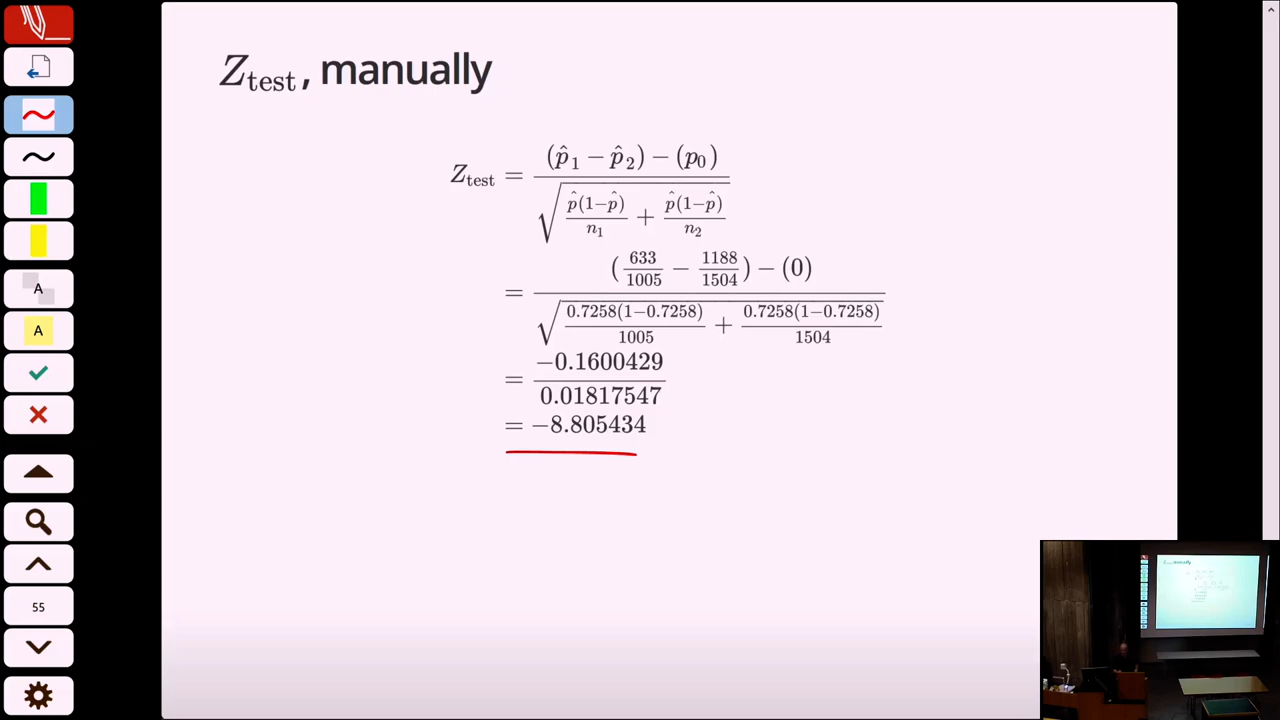 Z_test, manually
Z_test = ((p̂_1 − p̂_2) − (p_0)) / √(p̂(1−p̂)/n_1 + p̂(1−p̂)/n_2)
= ((633/1005 − 1188/1504) − (0)) / √(0.7258(1−0.7258)/1005 + 0.7258(1−0.7258)/1504)
= −0.1600429 / 0.01817547
= −8.805434
A
A
55